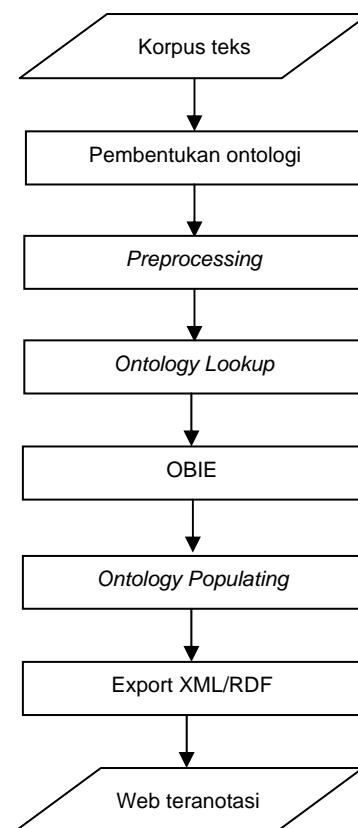 Korpus teks
Pembentukan ontologi
Preprocessing
Ontology Lookup
OBIE
Ontology Populating
Export XML/RDF
Web teranotasi